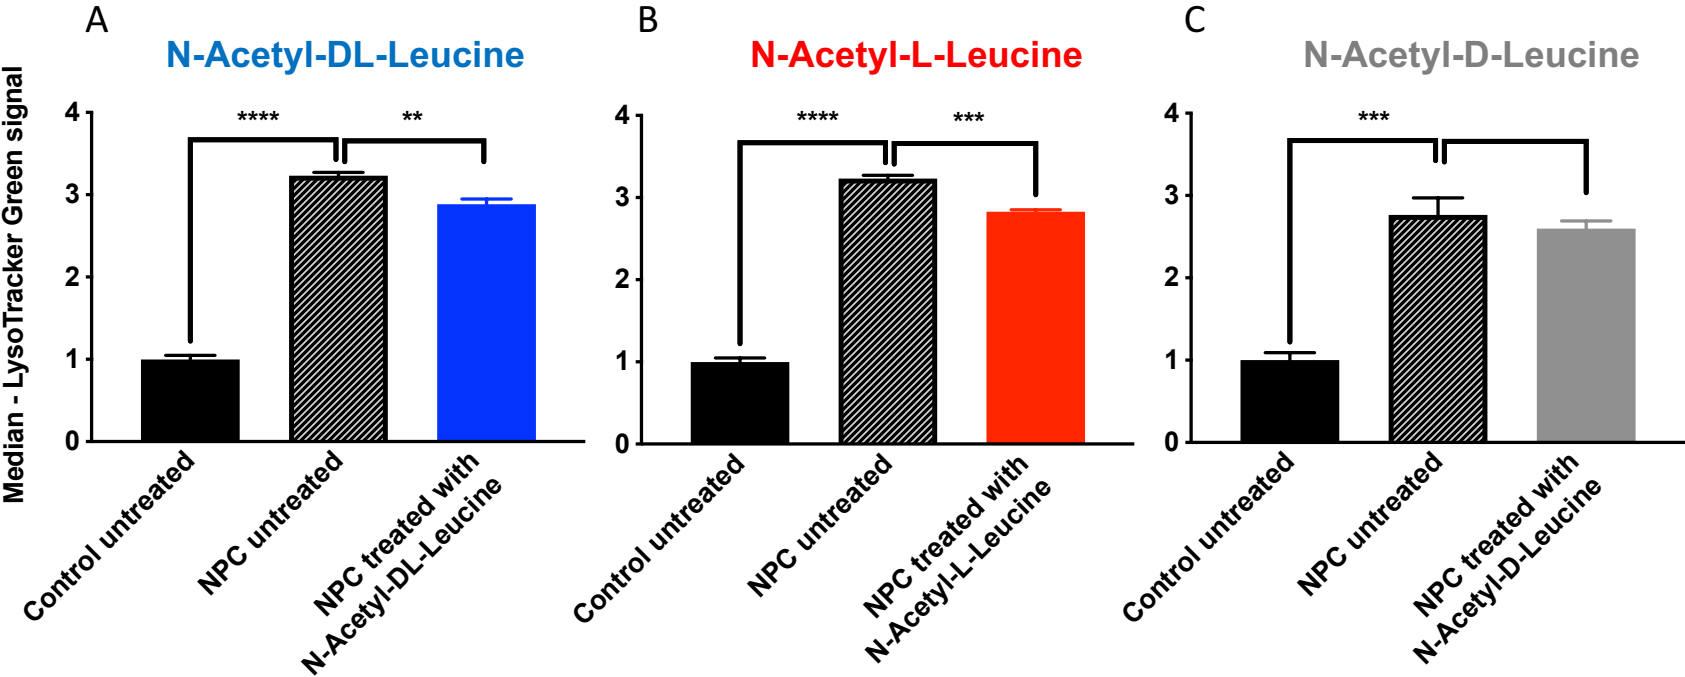 A
N-Acetyl-DL-Leucine
Median - LysoTracker Green signal
4
3
2
1
0
****
**
Control untreated
NPC untreated
NPC treated with
N-Acetyl-DL-Leucine
B
N-Acetyl-L-Leucine
4
3
2
1
0
****
***
Control untreated
NPC untreated
NPC treated with
N-Acetyl-L-Leucine
C
N-Acetyl-D-Leucine
4
3
2
1
0
***
Control untreated
NPC untreated
NPC treated with
N-Acetyl-D-Leucine